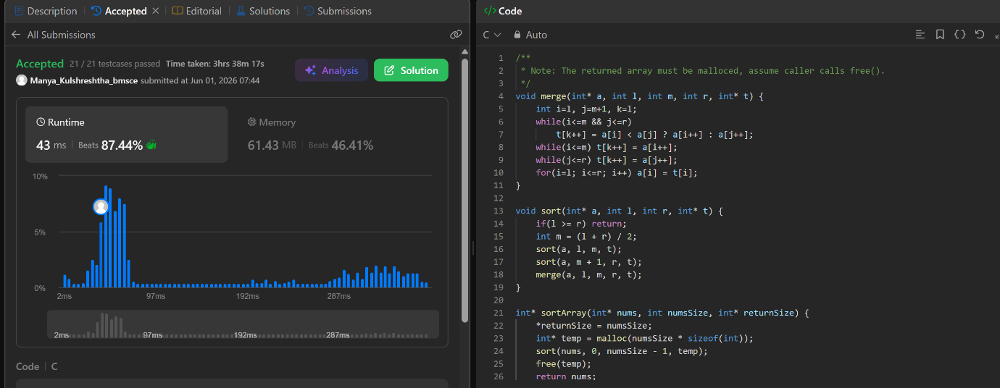 Description | Accepted × | Editorial | Solutions | Submissions
All Submissions
Accepted 21 / 21 testcases passed Time taken: 3hrs 38m 17s
Manya_Kulshreshtha_bmsce submitted at Jun 01, 2026 07:44
Analysis
Solution
Runtime
43 ms | Beats 87.44%
Memory
61.43 MB | Beats 46.41%
10%
5%
0%
2ms 97ms 192ms 287ms
2ms 97ms 192ms 287ms
Code | C
</> Code
C Auto
1 /**
2  * Note: The returned array must be malloced, assume caller calls free().
3  */
4 void merge(int* a, int l, int m, int r, int* t) {
5     int i=l, j=m+1, k=l;
6     while(i<=m && j<=r)
7         t[k++] = a[i] < a[j] ? a[i++] : a[j++];
8     while(i<=m) t[k++] = a[i++];
9     while(j<=r) t[k++] = a[j++];
10     for(i=l; i<=r; i++) a[i] = t[i];
11 }
12
13 void sort(int* a, int l, int r, int* t) {
14     if(l >= r) return;
15     int m = (l + r) / 2;
16     sort(a, l, m, t);
17     sort(a, m + 1, r, t);
18     merge(a, l, m, r, t);
19 }
20
21 int* sortArray(int* nums, int numsSize, int* returnSize) {
22     *returnSize = numsSize;
23     int* temp = malloc(numsSize * sizeof(int));
24     sort(nums, 0, numsSize - 1, temp);
25     free(temp);
26     return nums;